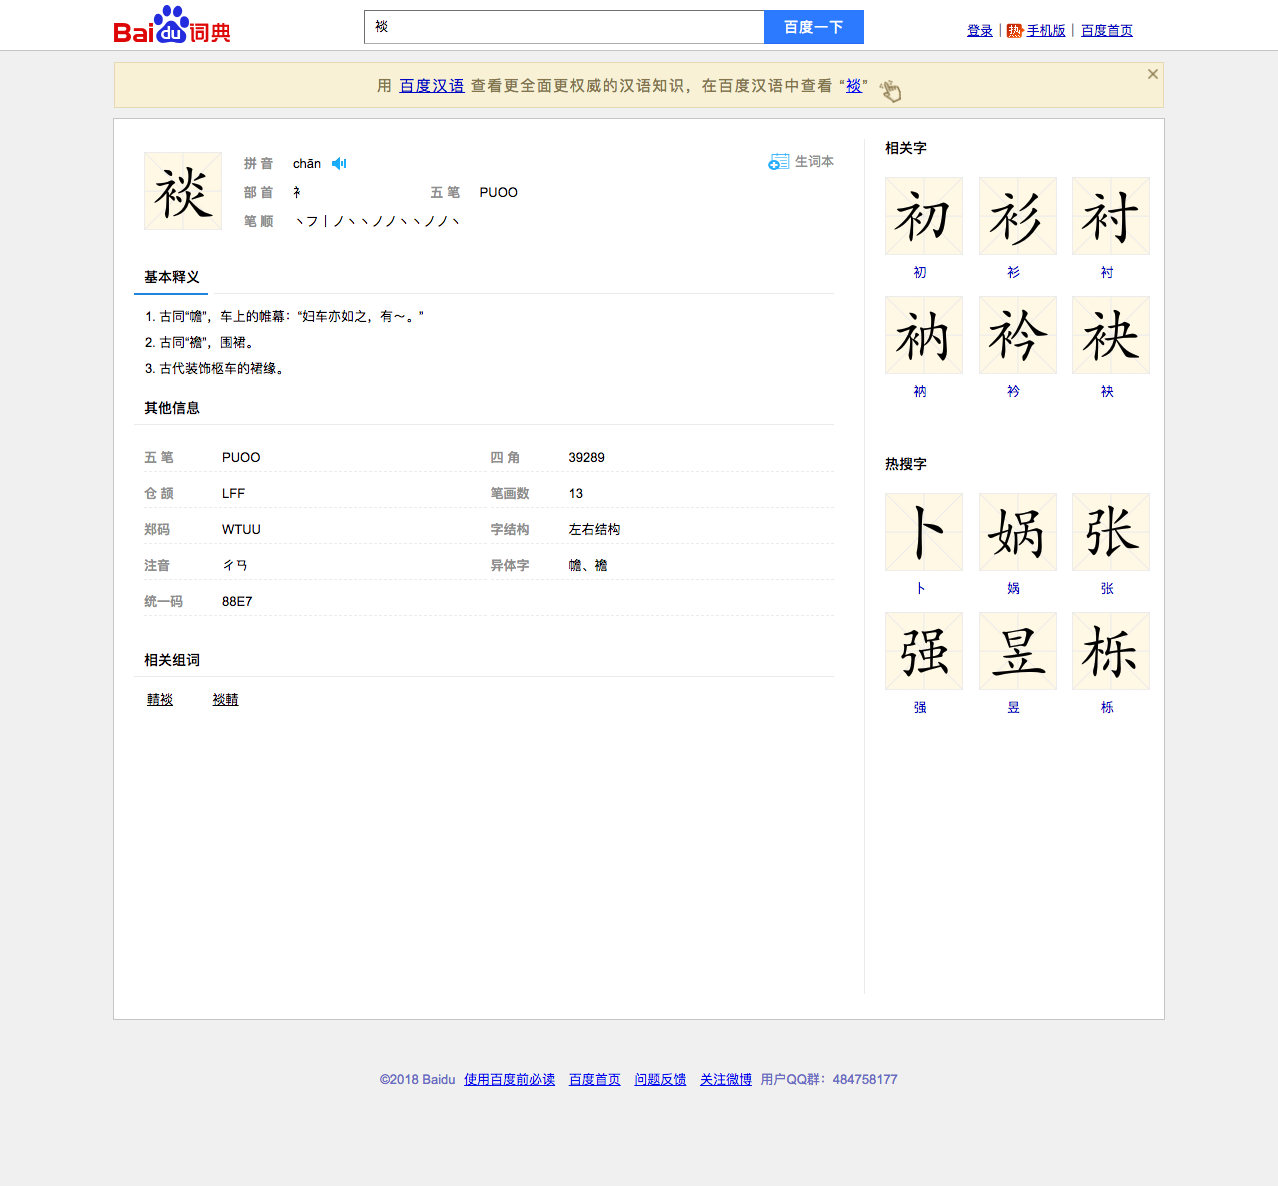 Baidu词典
裧
百度一下
登录 | 热 手机版 | 百度首页
用 百度汉语 查看更全面更权威的汉语知识，在百度汉语中查看 “裧”
裧
拼 音 chān
生词本
部 首 衤 五 笔 PUOO
笔 顺 丶フ丨ノ丶丶ノノ丶丶ノノ丶
基本释义
1. 古同“幨”，车上的帷幕：“妇车亦如之，有～。”
2. 古同“襜”，围裙。
3. 古代装饰柩车的裙缘。
其他信息
五 笔 PUOO 四 角 39289
仓 颉 LFF 笔画数 13
郑码 WTUU 字结构 左右结构
注音 ㄔㄢ 异体字 幨、襜
统一码 88E7
相关组词
輤裧 裧輤
相关字
初 衫 衬
初 衫 衬
衲 衿 袂
衲 衿 袂
热搜字
卜 娲 张
卜 娲 张
强 昱 栎
强 昱 栎
©2018 Baidu 使用百度前必读 百度首页 问题反馈 关注微博 用户QQ群：484758177